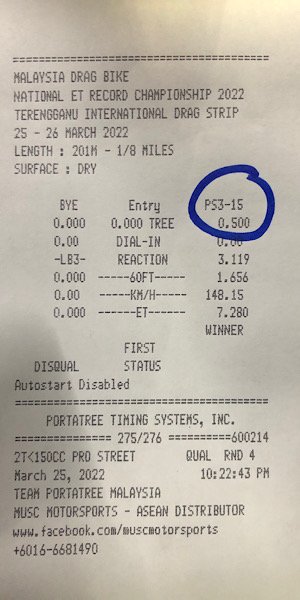 ==================================
MALAYSIA DRAG BIKE
NATIONAL ET RECORD CHAMPIONSHIP 2022
TERENGGANU INTERNATIONAL DRAG STRIP
25 - 26 MARCH 2022
LENGTH : 201M - 1/8 MILES
SURFACE : DRY
BYE Entry PS3-15
0.000 0.000 TREE 0.500
0.00 DIAL-IN 0.00
-LB3- REACTION 3.119
0.000 ------60FT------ 1.656
0.00 ------KM/H------ 148.15
0.000 -------ET------- 7.280
WINNER
FIRST
DISQUAL STATUS
Autostart Disabled
==================================
PORTATREE TIMING SYSTEMS, INC.
============== 275/276 ==========600214
2T<150CC PRO STREET QUAL RND 4
March 25, 2022 10:22:43 PM
TEAM PORTATREE MALAYSIA
MUSC MOTORSPORTS - ASEAN DISTRIBUTOR
www.facebook.com/muscmotorsports
+6016-6681490